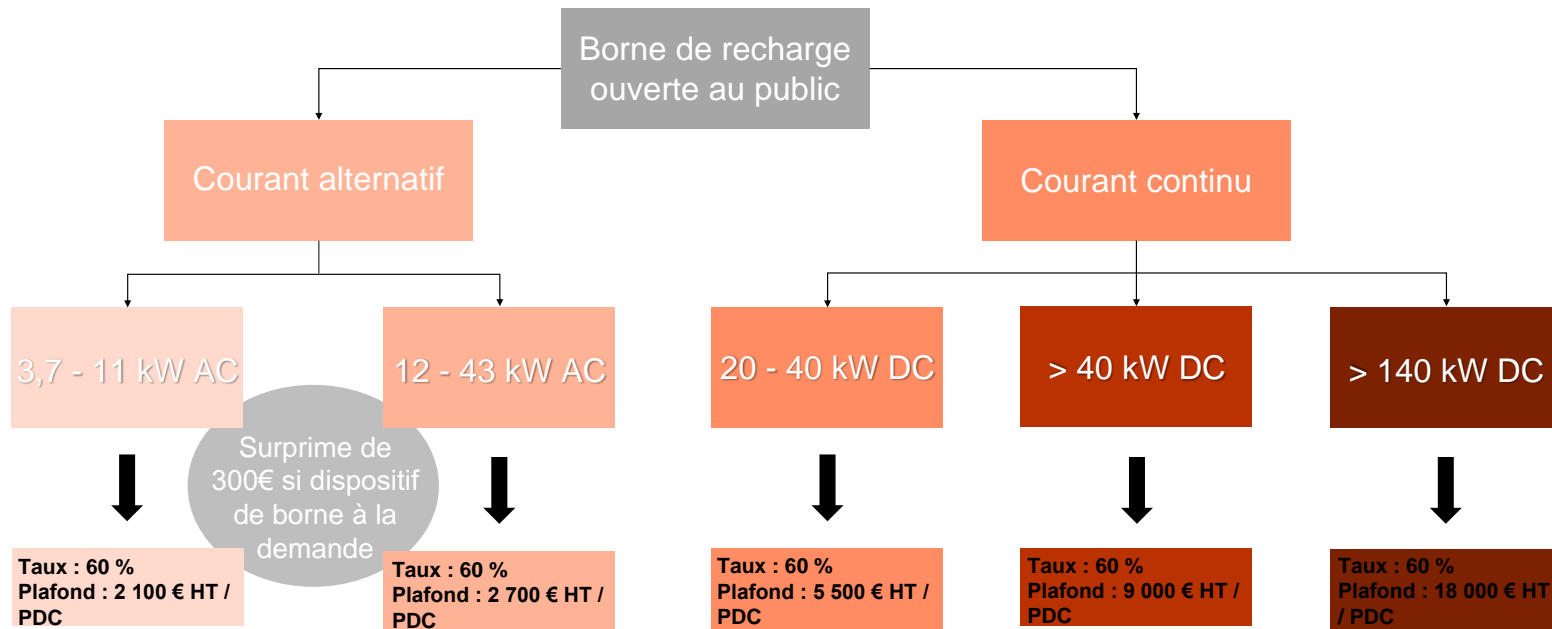 Borne de recharge
ouverte au public
Courant alternatif
Courant continu
3,7 - 11 kW AC
12 - 43 kW AC
20 - 40 kW DC
> 40 kW DC
> 140 kW DC
Surprime de
300€ si dispositif
de borne à la
demande
Taux : 60 %
Plafond : 2 100 € HT /
PDC
Taux : 60 %
Plafond : 2 700 € HT /
PDC
Taux : 60 %
Plafond : 5 500 € HT /
PDC
Taux : 60 %
Plafond : 9 000 € HT /
PDC
Taux : 60 %
Plafond : 18 000 € HT
/ PDC